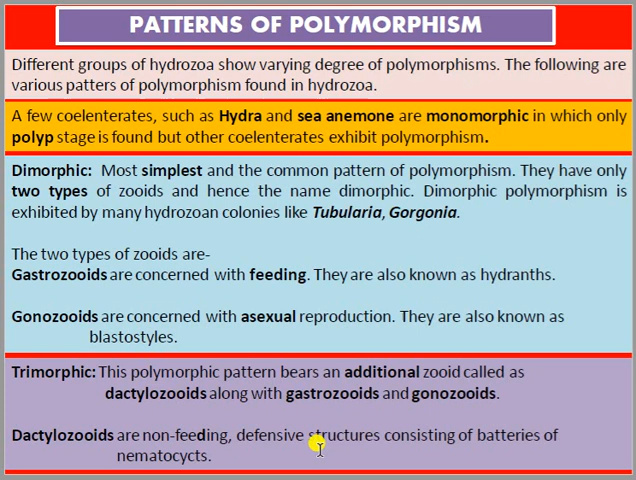 PATTERNS OF POLYMORPHISM
Different groups of hydrozoa show varying degree of polymorphisms. The following are
various patters of polymorphism found in hydrozoa.
A few coelenterates, such as Hydra and sea anemone are monomorphic in which only
polyp stage is found but other coelenterates exhibit polymorphism.
Dimorphic: Most simplest and the common pattern of polymorphism. They have only
two types of zooids and hence the name dimorphic. Dimorphic polymorphism is
exhibited by many hydrozoan colonies like Tubularia, Gorgonia.
The two types of zooids are-
Gastrozooids are concerned with feeding. They are also known as hydranths.
Gonozooids are concerned with asexual reproduction. They are also known as
blastostyles.
Trimorphic: This polymorphic pattern bears an additional zooid called as
dactylozooids along with gastrozooids and gonozooids.
Dactylozooids are non-feeding, defensive structures consisting of batteries of
nematocycts.